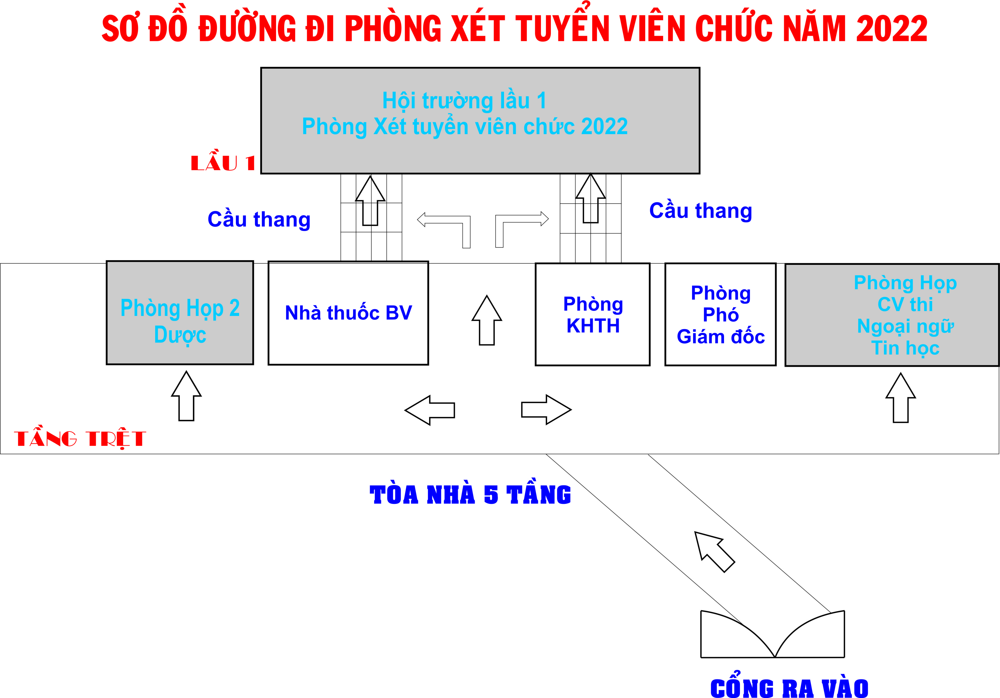 SƠ ĐỒ ĐƯỜNG ĐI PHÒNG XÉT TUYỂN VIÊN CHỨC NĂM 2022
Hội trường lầu 1
Phòng Xét tuyển viên chức 2022
LẦU 1
Cầu thang
Cầu thang
Phòng Họp 2
Dược
Nhà thuốc BV
Phòng
KHTH
Phòng
Phó
Giám đốc
Phòng Họp
CV thi
Ngoại ngữ
Tin học
TẦNG TRỆT
TÒA NHÀ 5 TẦNG
CỔNG RA VÀO